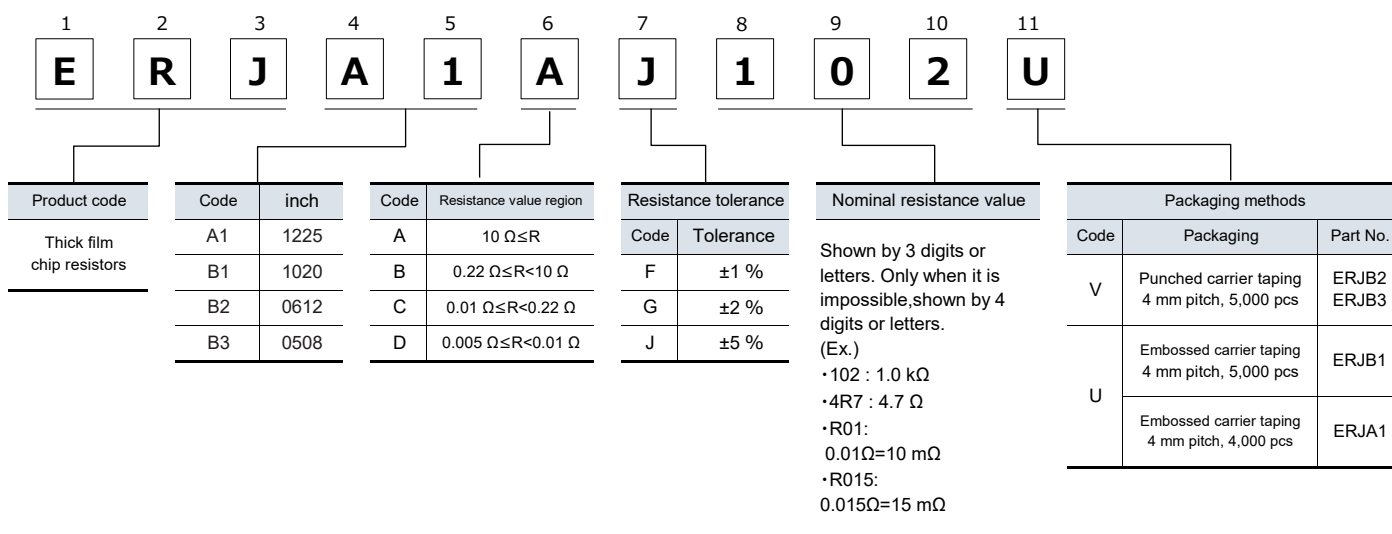 1 2 3 4 5 6 7 8 9 10 11
E R J A 1 A J 1 0 2 U
Product code
Thick film
chip resistors
Code inch
A1 1225
B1 1020
B2 0612
B3 0508
Code Resistance value region
A 10 Ω≤R
B 0.22 Ω≤R<10 Ω
C 0.01 Ω≤R<0.22 Ω
D 0.005 Ω≤R<0.01 Ω
Resistance tolerance
Code Tolerance
F ±1 %
G ±2 %
J ±5 %
Nominal resistance value
Shown by 3 digits or
letters. Only when it is
impossible,shown by 4
digits or letters.
(Ex.)
・102 : 1.0 kΩ
・4R7 : 4.7 Ω
・R01:
0.01Ω=10 mΩ
・R015:
0.015Ω=15 mΩ
Packaging methods
Code Packaging Part No.
V Punched carrier taping
4 mm pitch, 5,000 pcs
ERJB2
ERJB3
U Embossed carrier taping
4 mm pitch, 5,000 pcs
ERJB1
Embossed carrier taping
4 mm pitch, 4,000 pcs
ERJA1